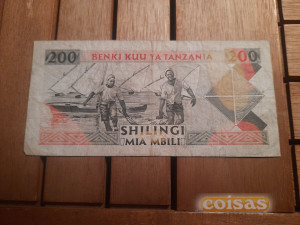 200 BENKI KUU YA TANZANIA 200
SHILINGI
MIA MBILI
coisas